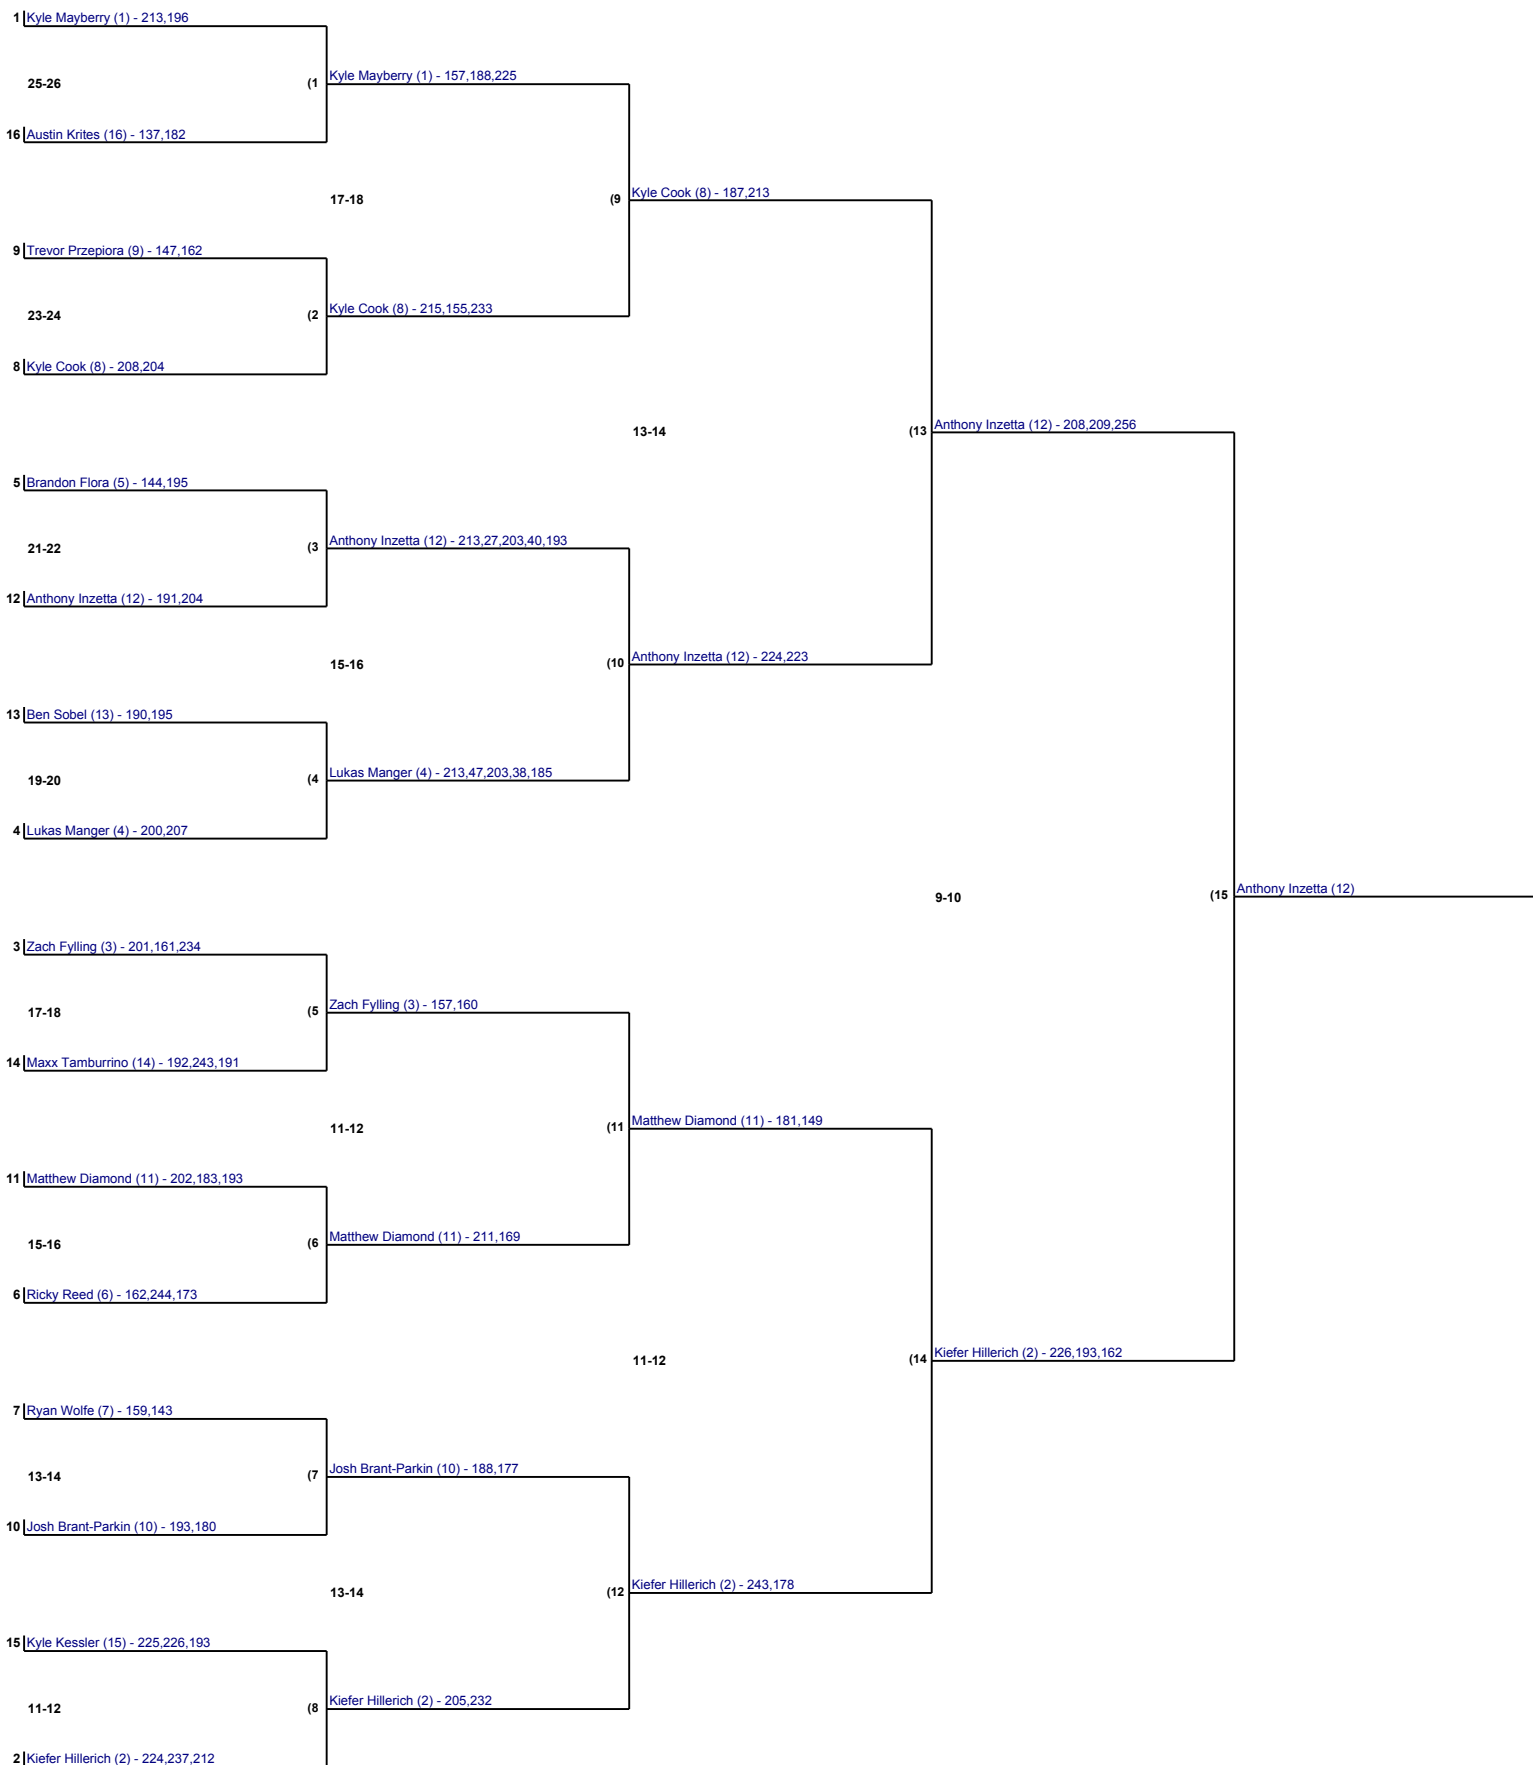 1 Kyle Mayberry (1) - 213,196
25-26 (1 Kyle Mayberry (1) - 157,188,225
16 Austin Krites (16) - 137,182
17-18 (9 Kyle Cook (8) - 187,213
9 Trevor Przepiora (9) - 147,162
23-24 (2 Kyle Cook (8) - 215,155,233
8 Kyle Cook (8) - 208,204
13-14 (13 Anthony Inzetta (12) - 208,209,256
5 Brandon Flora (5) - 144,195
21-22 (3 Anthony Inzetta (12) - 213,27,203,40,193
12 Anthony Inzetta (12) - 191,204
15-16 (10 Anthony Inzetta (12) - 224,223
13 Ben Sobel (13) - 190,195
19-20 (4 Lukas Manger (4) - 213,47,203,38,185
4 Lukas Manger (4) - 200,207
9-10 (15 Anthony Inzetta (12)
3 Zach Fylling (3) - 201,161,234
17-18 (5 Zach Fylling (3) - 157,160
14 Maxx Tamburrino (14) - 192,243,191
11-12 (11 Matthew Diamond (11) - 181,149
11 Matthew Diamond (11) - 202,183,193
15-16 (6 Matthew Diamond (11) - 211,169
6 Ricky Reed (6) - 162,244,173
11-12 (14 Kiefer Hillerich (2) - 226,193,162
7 Ryan Wolfe (7) - 159,143
13-14 (7 Josh Brant-Parkin (10) - 188,177
10 Josh Brant-Parkin (10) - 193,180
13-14 (12 Kiefer Hillerich (2) - 243,178
15 Kyle Kessler (15) - 225,226,193
11-12 (8 Kiefer Hillerich (2) - 205,232
2 Kiefer Hillerich (2) - 224,237,212